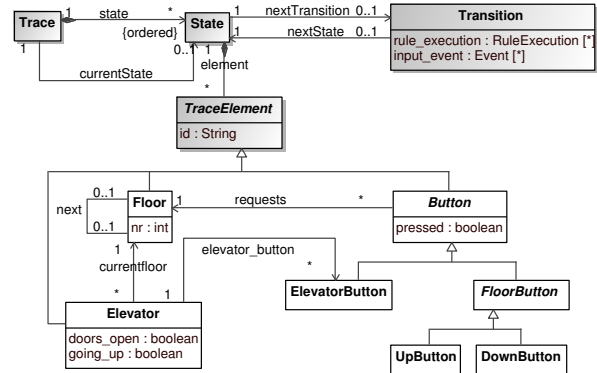 Trace
1
state
*
{ordered}
State
1
nextTransition
0..1
1
nextState
0..1
Transition
rule_execution : RuleExecution [*]
input_event : Event [*]
1
currentState
0..1
1
element
*
TraceElement
id : String
0..1
next
0..1
Floor
nr : int
1
requests
*
Button
pressed : boolean
1
currentfloor
*
elevator_button
1
*
ElevatorButton
FloorButton
Elevator
doors_open : boolean
going_up : boolean
UpButton
DownButton